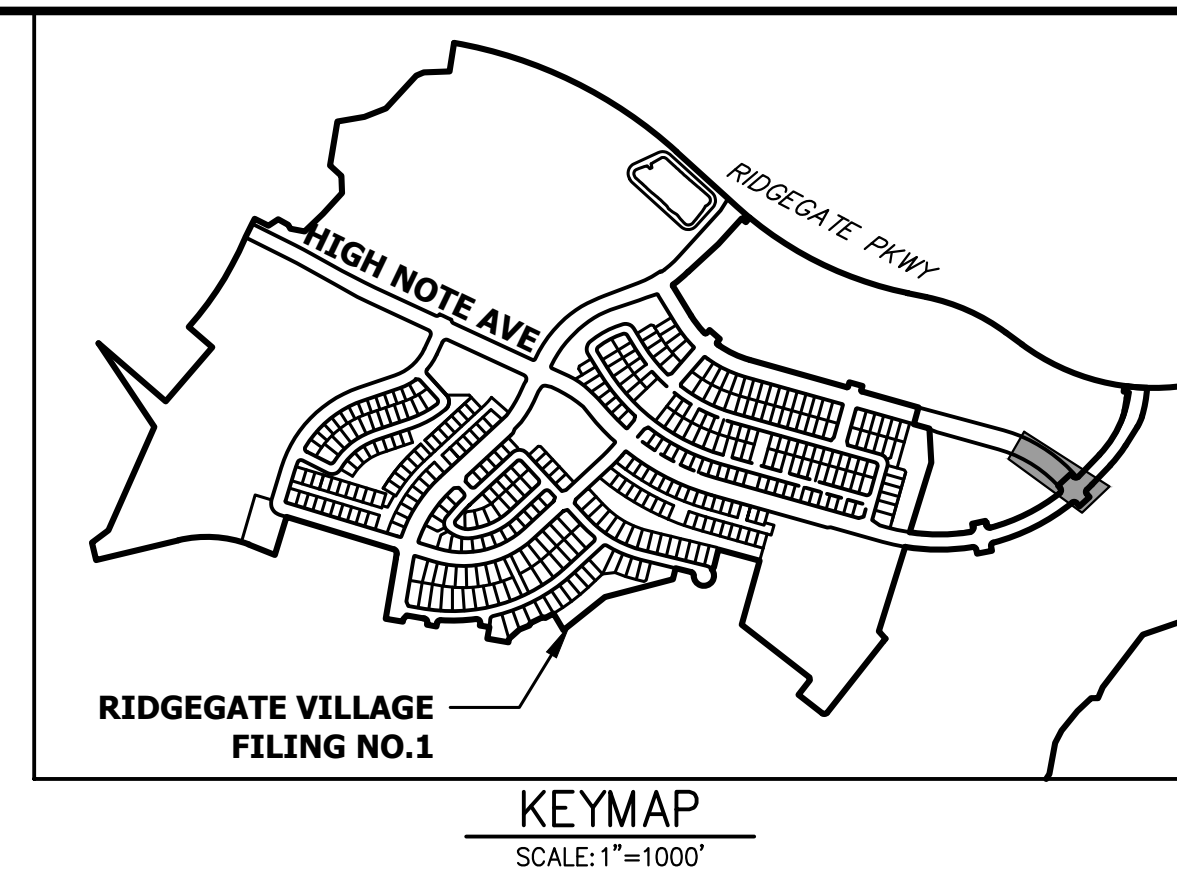 RIDGEGATE PKWY
HIGH NOTE AVE
RIDGEGATE VILLAGE
FILING NO.1
KEYMAP
SCALE: 1"=1000'